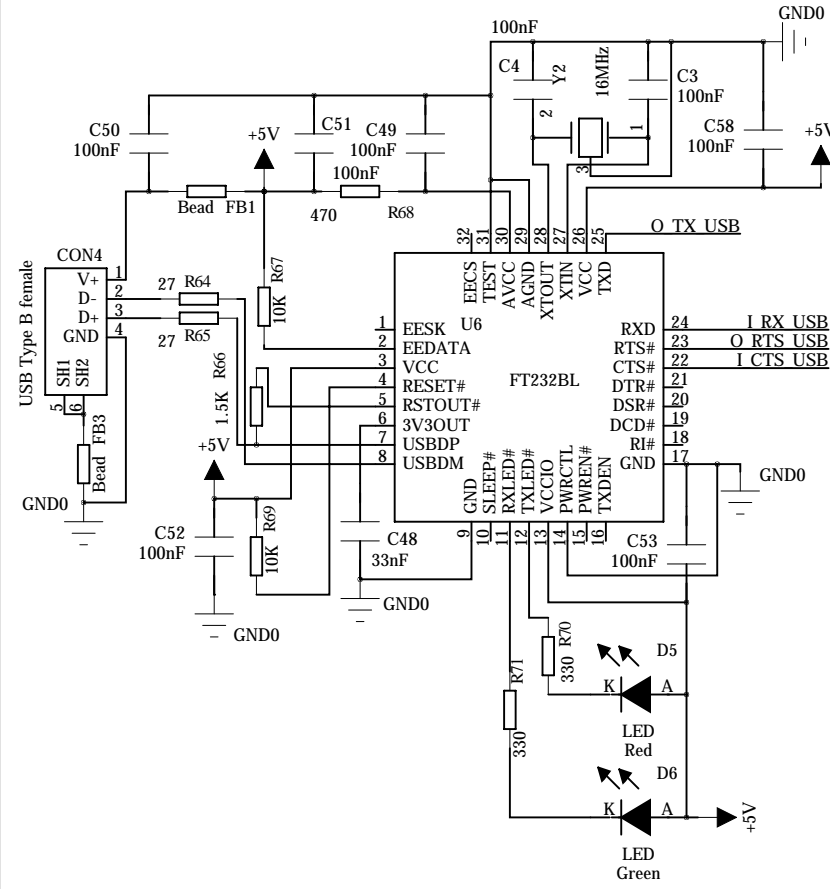 GND0
100nF
C4
Y2
16MHz
C3
100nF
2
1
3
C50
100nF
+5V
C51
100nF
C49
100nF
C58
100nF
+5V
Bead FB1
470
R68
O_TX_USB
USB Type B female
CON4
V+ 1
D- 2
D+ 3
GND 4
SH1
SH2
5
6
27 R64
27 R65
R67
10K
R66
1.5K
Bead FB3
GND0
32
31
30
29
28
27
26
25
EECS
TEST
AVCC
AGND
XTOUT
XTIN
VCC
TXD
U6
FT232BL
1 EESK
2 EEDATA
3 VCC
4 RESET#
5 RSTOUT#
6 3V3OUT
7 USBDP
8 USBDM
RXD 24 I_RX_USB
RTS# 23 O_RTS_USB
CTS# 22 I_CTS_USB
DTR# 21
DSR# 20
DCD# 19
RI# 18
GND 17
GND0
GND
SLEEP#
RXLED#
TXLED#
VCCIO
PWRCTL
PWREN#
TXDEN
9
10
11
12
13
14
15
16
+5V
C52
100nF
R69
10K
GND0
C48
33nF
GND0
C53
100nF
R70
330
R71
330
D5
K A
LED
Red
D6
K A
LED
Green
+5V